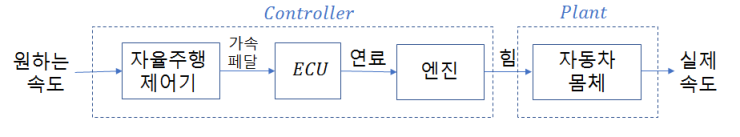 Controller
Plant
원하는
속도
자율주행
제어기
가속
페달
ECU
연료
엔진
힘
자동차
몸체
실제
속도